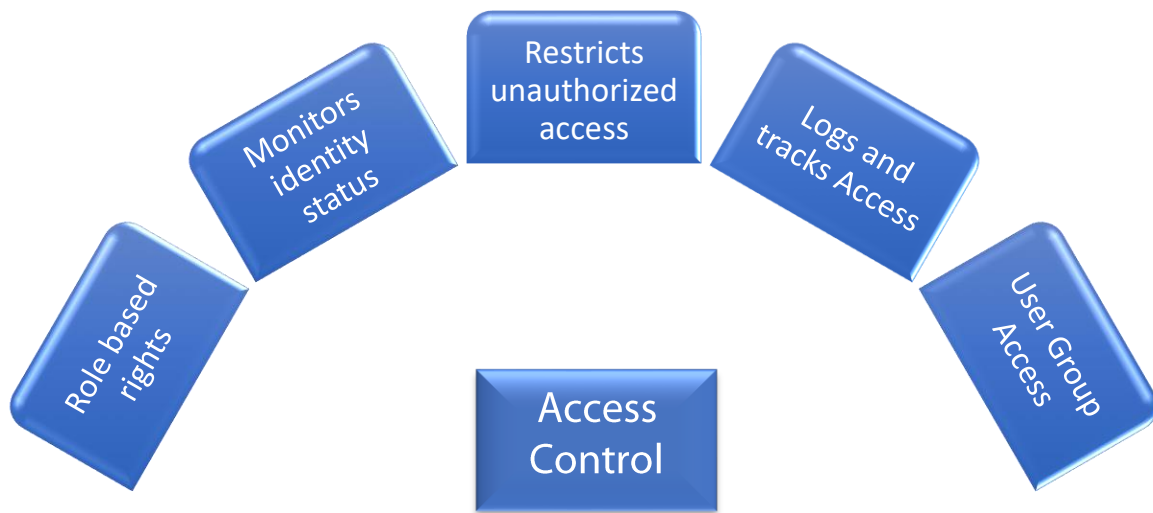 Role based
rights
Monitors
identity
status
Restricts
unauthorized
access
Logs and
tracks Access
User Group
Access
Access
Control